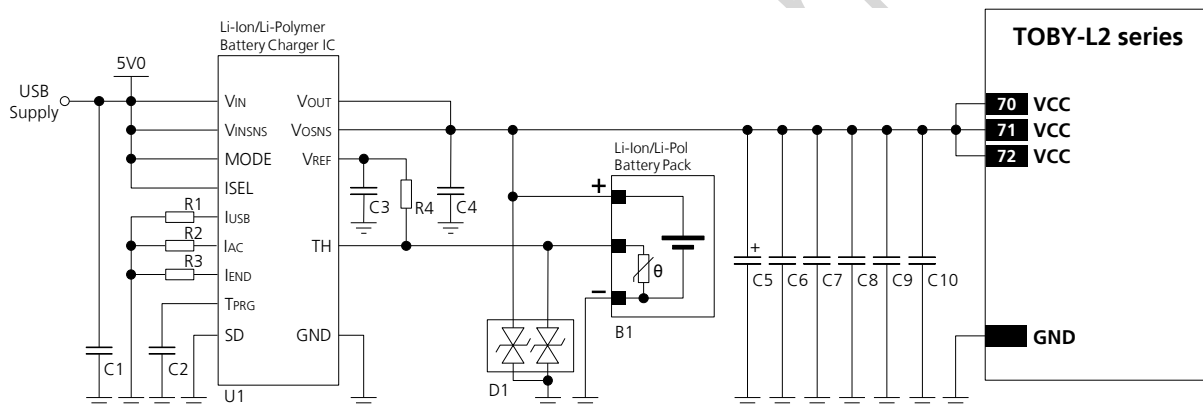 Li-Ion/Li-Polymer
Battery Charger IC
TOBY-L2 series
5V0
USB
Supply
VIN
VOUT
70 VCC
VINSNS
VOSNS
71 VCC
MODE
VREF
Li-Ion/Li-Pol
Battery Pack
72 VCC
ISEL
+
C3
R4
C4
R1
IUSB
R2
IAC
TH
+
R3
IEND
θ
C5
C6
C7
C8
C9
C10
TPRG
−
SD
GND
B1
GND
C1
C2
D1
U1